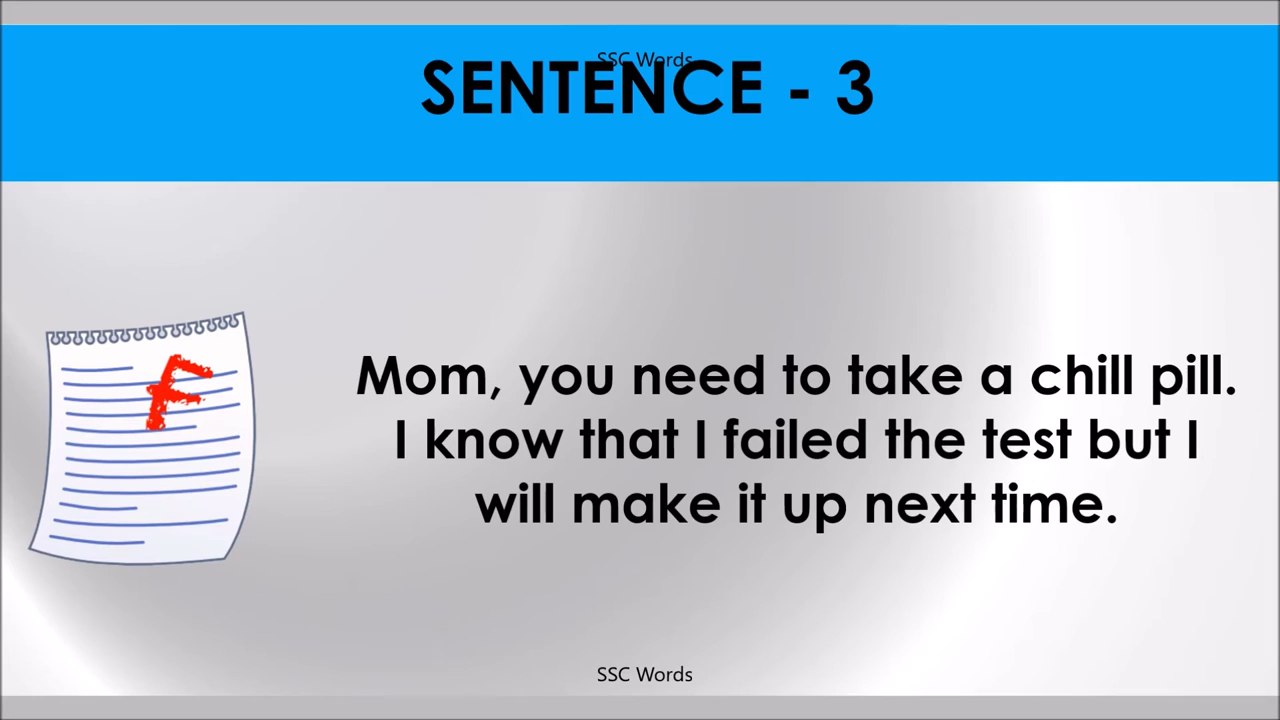 SSC Words
SENTENCE - 3
F
Mom, you need to take a chill pill.
I know that I failed the test but I
will make it up next time.
SSC Words